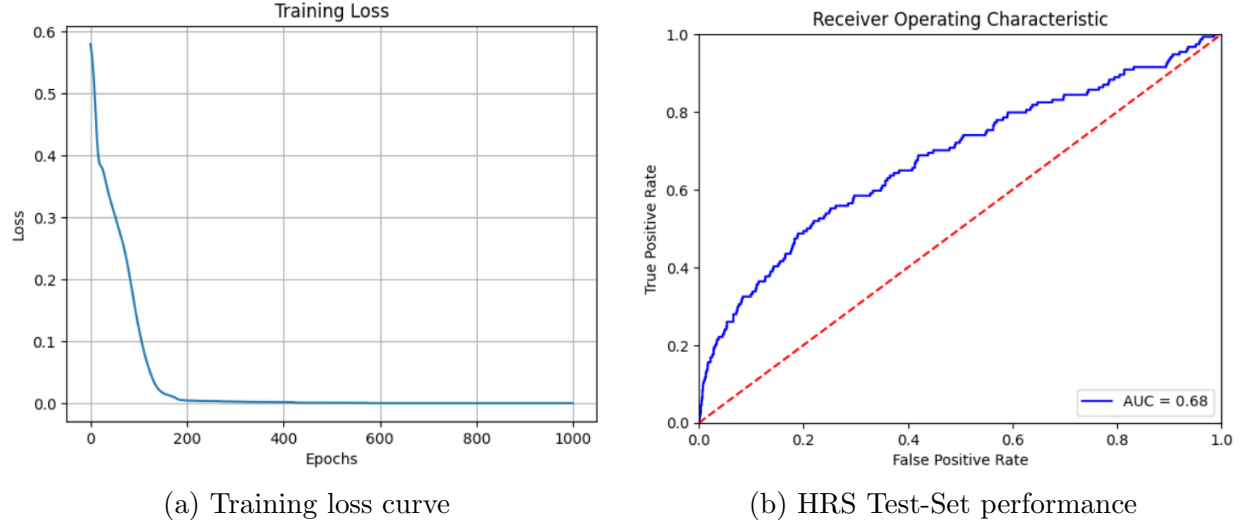 Training Loss
0.6
0.5
0.4
0.3
0.2
0.1
0.0
Loss
0 200 400 600 800 1000
Epochs
(a) Training loss curve
Receiver Operating Characteristic
1.0
0.8
0.6
0.4
0.2
0.0
True Positive Rate
AUC = 0.68
0.0 0.2 0.4 0.6 0.8 1.0
False Positive Rate
(b) HRS Test-Set performance